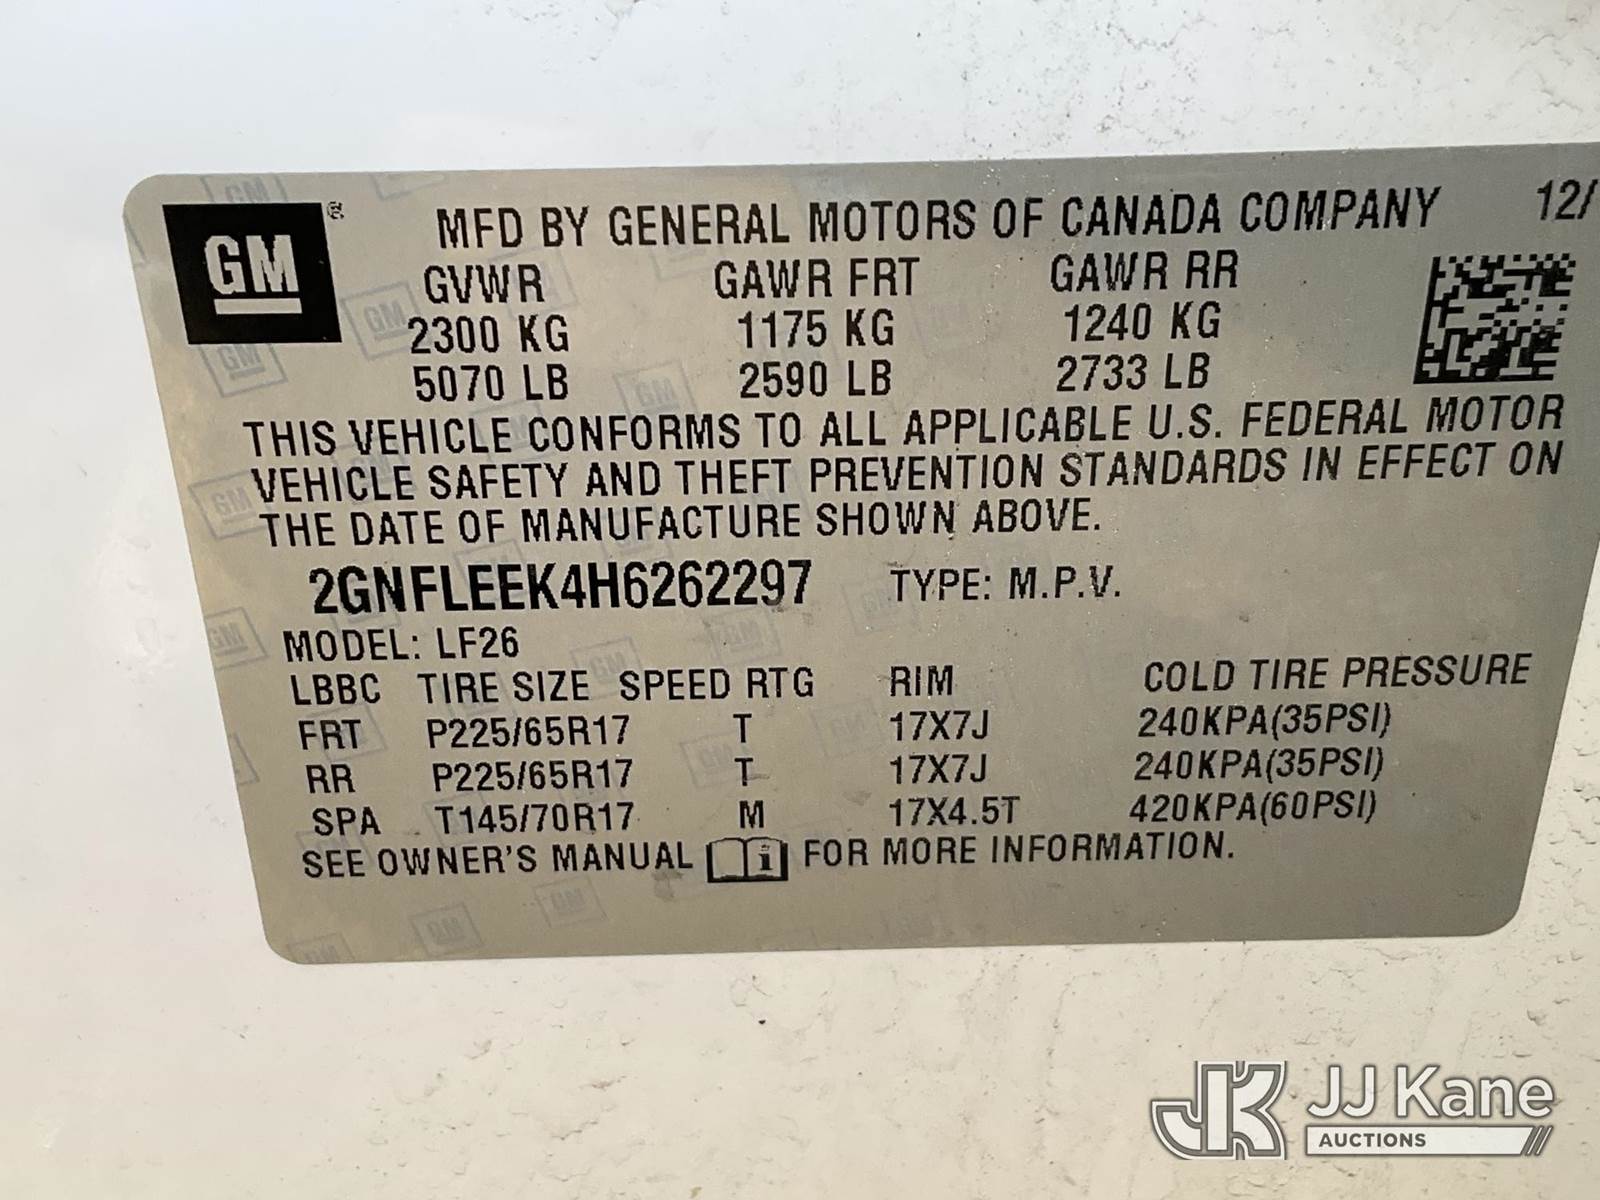 GM ®
MFD BY GENERAL MOTORS OF CANADA COMPANY 12/
GVWR GAWR FRT GAWR RR
2300 KG 1175 KG 1240 KG
5070 LB 2590 LB 2733 LB
THIS VEHICLE CONFORMS TO ALL APPLICABLE U.S. FEDERAL MOTOR
VEHICLE SAFETY AND THEFT PREVENTION STANDARDS IN EFFECT ON
THE DATE OF MANUFACTURE SHOWN ABOVE.
2GNFLEEK4H6262297 TYPE: M.P.V.
MODEL: LF26
LBBC TIRE SIZE SPEED RTG RIM COLD TIRE PRESSURE
FRT P225/65R17 T 17X7J 240KPA(35PSI)
RR P225/65R17 T 17X7J 240KPA(35PSI)
SPA T145/70R17 M 17X4.5T 420KPA(60PSI)
SEE OWNER'S MANUAL i FOR MORE INFORMATION.
JK JJ Kane
AUCTIONS